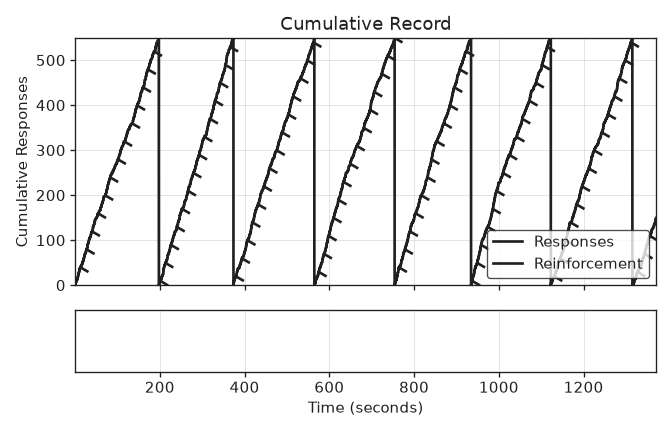 Cumulative Record
Cumulative Responses
500
400
300
200
100
0
Responses
Reinforcement
200 400 600 800 1000 1200
Time (seconds)